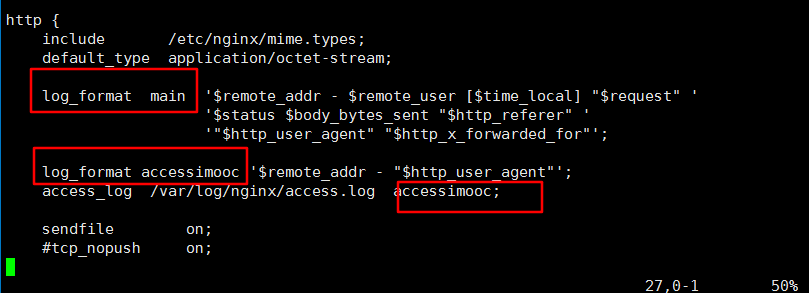 http {
    include       /etc/nginx/mime.types;
    default_type  application/octet-stream;
    log_format  main  '$remote_addr - $remote_user [$time_local] "$request" '
                      '$status $body_bytes_sent "$http_referer" '
                      '"$http_user_agent" "$http_x_forwarded_for"';
    log_format accessimooc '$remote_addr - "$http_user_agent"';
    access_log  /var/log/nginx/access.log  accessimooc;
    sendfile        on;
    #tcp_nopush     on;
27,0-1        50%